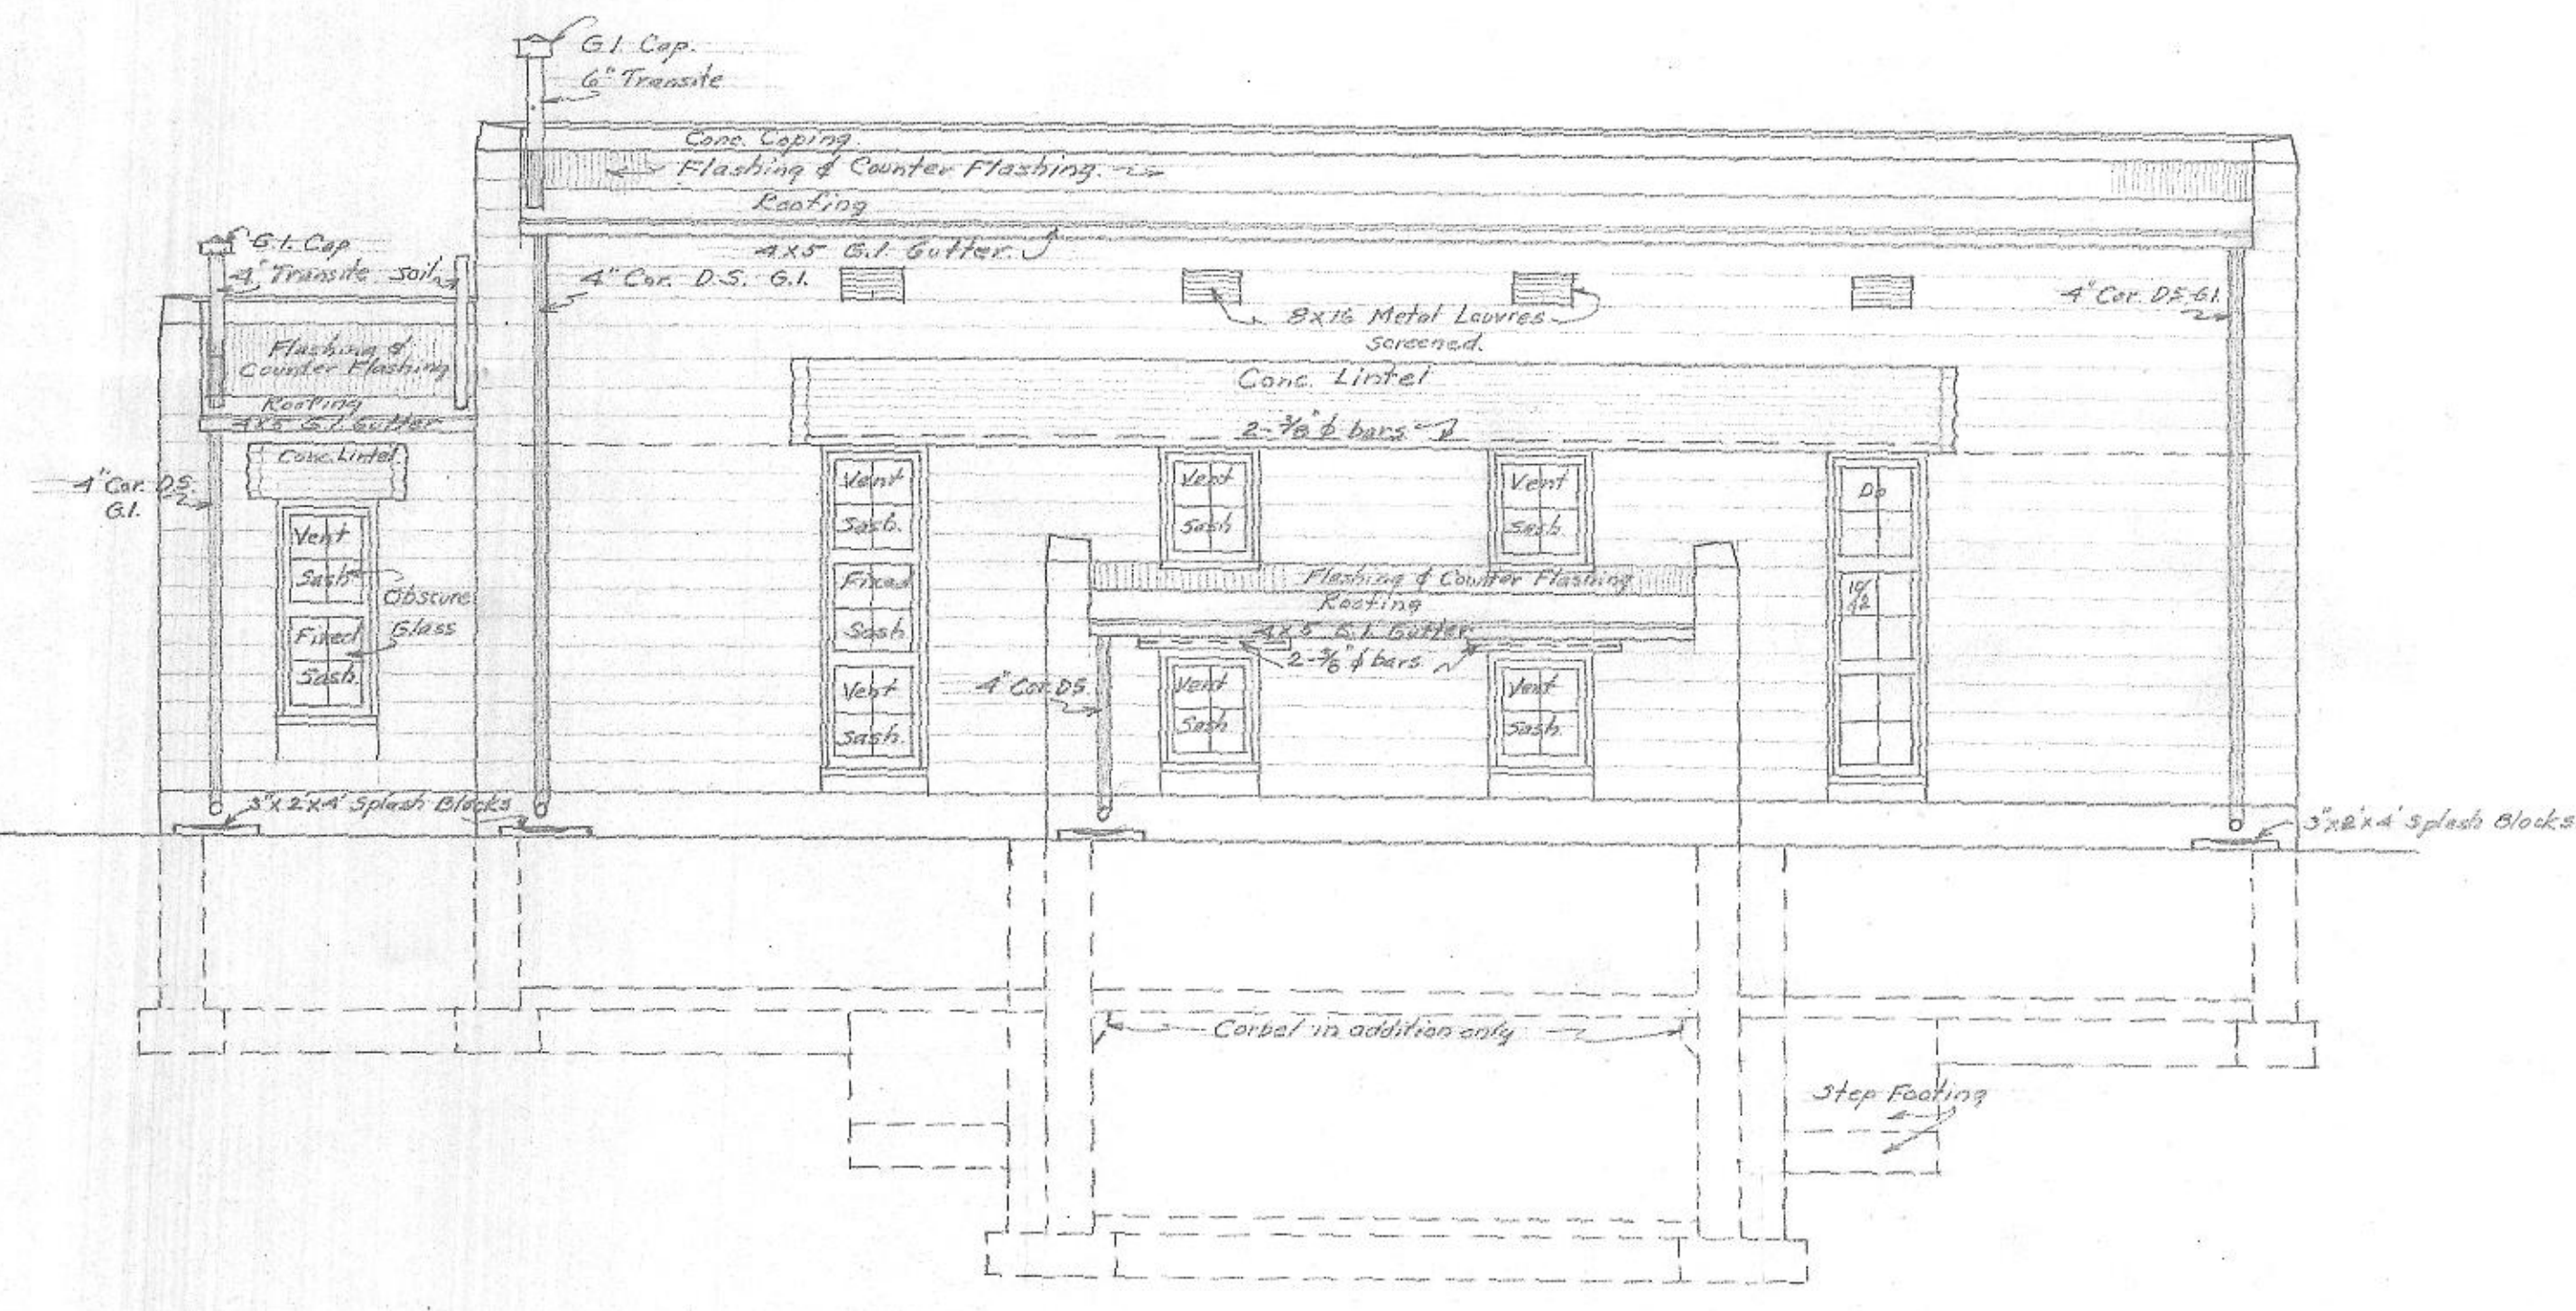 G.I. Cap.
6" Transite
Conc. Coping.
Flashing & Counter Flashing.
Roofing
4x5 G.I. Gutter.
G.I. Cap
4" Transite
Soil
4" Cor. D.S. G.I.
8x16 Metal Louvres
Screened.
4" Cor. D.S. G.I.
Flashing &
Counter Flashing
Roofing
4x5 G.I. Gutter
Conc. Lintel
2-3/8" ϕ bars
Conc. Lintel
4" Cor. D.S.
G.I.
Vent
Sash
Fixed
Sash.
Obscure
Glass
Vent
Sash.
Fixed
Sash
Vent
Sash.
Vent
Sash
Vent
Sash
Do
Flashing & Counter Flashing
Roofing
4x5 G.I. Gutter
2-3/8" ϕ bars
4" Cor. D.S.
Vent
Sash
Vent
Sash
3"x2'x4' Splash Blocks
3"x2'x4' Splash Blocks
Corbel in addition only
Step Footing